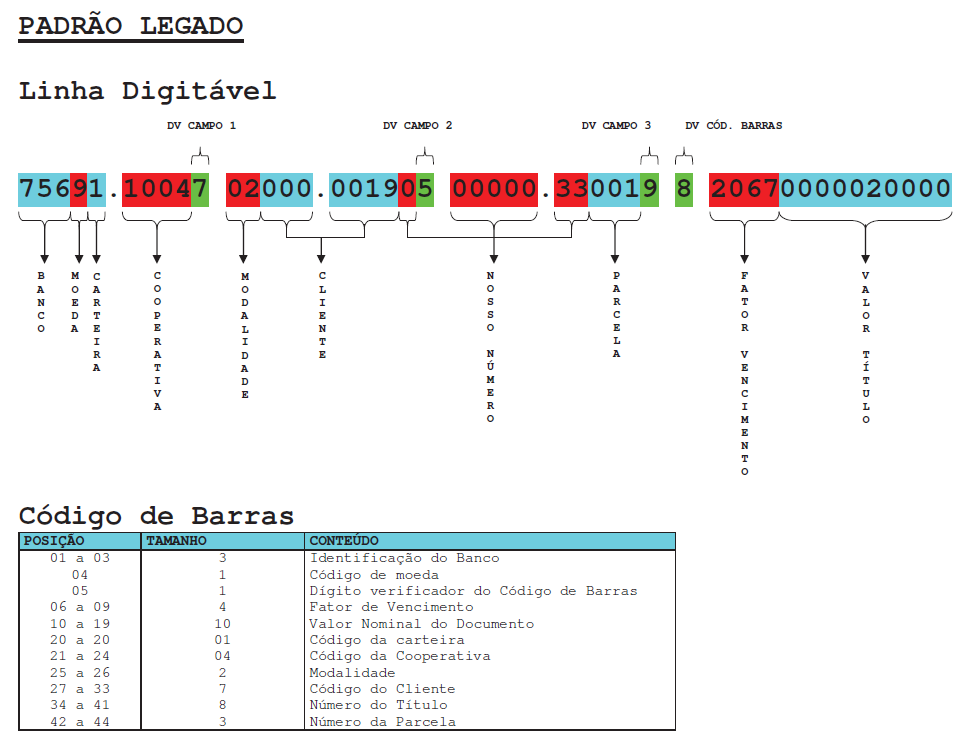 PADRÃO LEGADO
Linha Digitável
DV CAMPO 1 DV CAMPO 2 DV CAMPO 3 DV CÓD. BARRAS
75691.10047 02000.001905 00000.330019 8 20670000020000
BANCO MOEDA CARTEIRA COOPERATIVA MODALIDADE CLIENTE NOSSO NÚMERO PARCELA FATOR VENCIMENTO VALOR TÍTULO
Código de Barras
POSIÇÃO TAMANHO CONTEÚDO
01 a 03 3 Identificação do Banco
04 1 Código de moeda
05 1 Dígito verificador do Código de Barras
06 a 09 4 Fator de Vencimento
10 a 19 10 Valor Nominal do Documento
20 a 20 01 Código da carteira
21 a 24 04 Código da Cooperativa
25 a 26 2 Modalidade
27 a 33 7 Código do Cliente
34 a 41 8 Número do Título
42 a 44 3 Número da Parcela